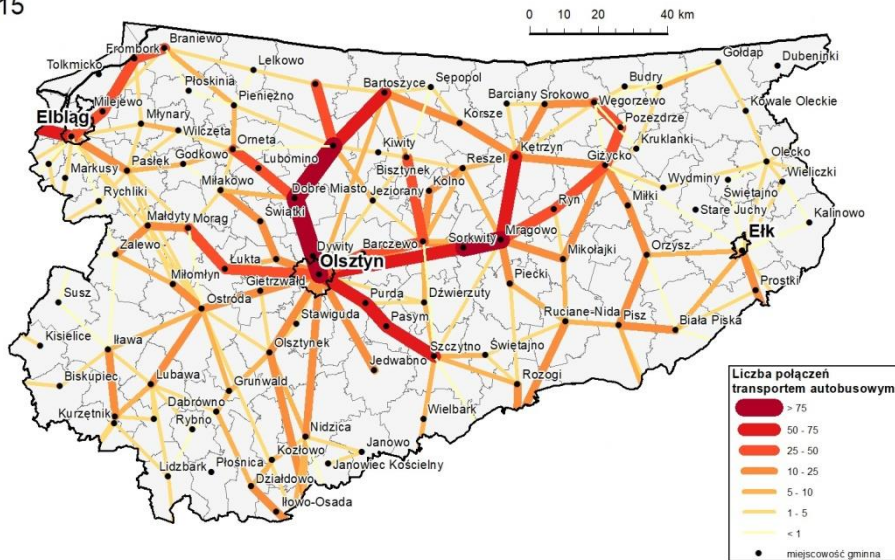 15
0 10 20 40 km
Braniewo
Gołdap
Frombork
Dubeninki
Tolkmicko
Lelkowo
Płoskinia
Bartoszyce
Sępopol
Budry
Pieniężno
Barciany
Srokowo
Węgorzewo
Kowale Oleckie
Milejewo
Elbląg
Młynary
Korsze
Pozezdrze
Wilczęta
Orneta
Kruklanki
Kiwity
Markusy
Pasłęk
Godkowo
Lubomino
Bisztynek
Reszel
Kętrzyn
Giżycko
Olecko
Wieliczki
Rychliki
Miłakowo
Dobre Miasto
Jeziorany
Kolno
Wydminy
Świętajno
Świątki
Ryn
Miłki
Stare Juchy
Kalinowo
Małdyty
Morąg
Dywity
Barczewo
Sorkwity
Mrągowo
Ełk
Zalewo
Łukta
Olsztyn
Mikołajki
Orzysz
Miłomłyn
Gietrzwałd
Piecki
Prostki
Susz
Ostróda
Purda
Dźwierzuty
Stawiguda
Pasym
Ruciane-Nida
Pisz
Biała Piska
Kisielice
Iława
Olsztynek
Szczytno
Świętajno
Jedwabno
Biskupiec
Lubawa
Grunwald
Rozogi
Dąbrówno
Kurzętnik
Rybno
Wielbark
Nidzica
Lidzbark
Płośnica
Kozłowo
Janowo
Janowiec Kościelny
Działdowo
Iłowo-Osada
Liczba połączeń
transportem autobusowym
> 75
50 - 75
25 - 50
10 - 25
5 - 10
1 - 5
< 1
miejscowość gminna